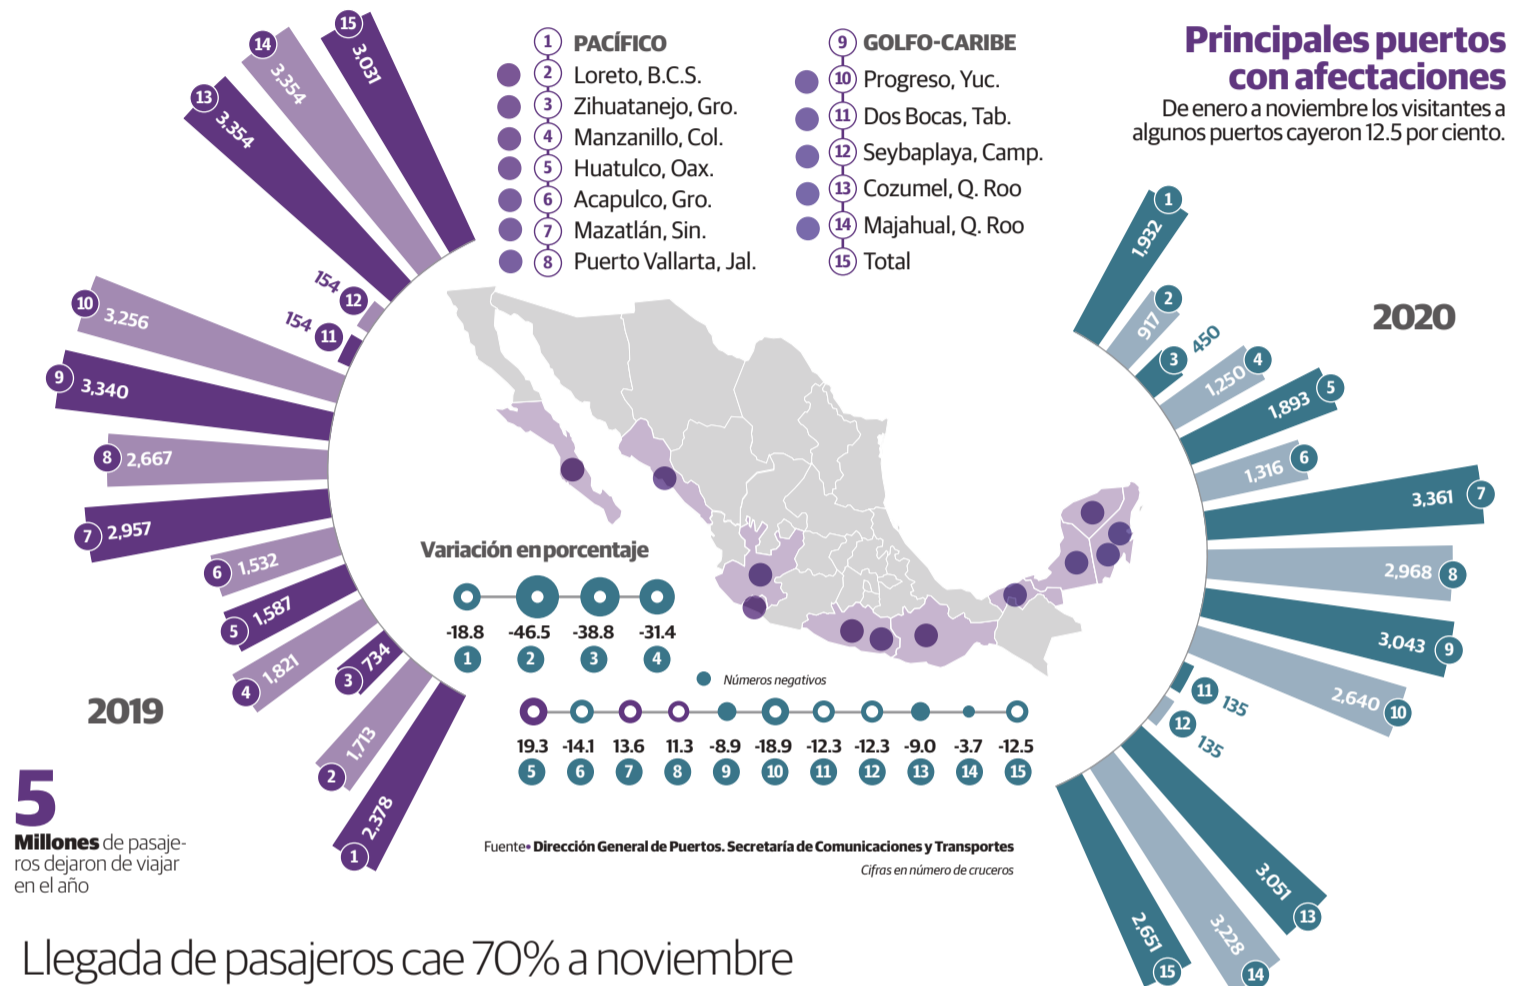 Principales puertos
con afectaciones
De enero a noviembre los visitantes a
algunos puertos cayeron 12.5 por ciento.
1 PACÍFICO
2 Loreto, B.C.S.
3 Zihuatanejo, Gro.
4 Manzanillo, Col.
5 Huatulco, Oax.
6 Acapulco, Gro.
7 Mazatlán, Sin.
8 Puerto Vallarta, Jal.
9 GOLFO-CARIBE
10 Progreso, Yuc.
11 Dos Bocas, Tab.
12 Seybaplaya, Camp.
13 Cozumel, Q. Roo
14 Majahual, Q. Roo
15 Total
15 3,031
14 3,354
13 3,354
12 154
11 154
10 3,256
9 3,340
8 2,667
7 2,957
6 1,532
5 1,587
4 1,821
3 734
2 1,713
1 2,378
2019
2020
1 1,932
2 917
3 450
4 1,250
5 1,893
6 1,316
7 3,361
8 2,968
9 3,043
10 2,640
11 135
12 135
13 3,051
14 3,228
15 2,651
Variación en porcentaje
-18.8 -46.5 -38.8 -31.4
1 2 3 4
Números negativos
19.3 -14.1 13.6 11.3 -8.9 -18.9 -12.3 -12.3 -9.0 -3.7 -12.5
5 6 7 8 9 10 11 12 13 14 15
5
Millones de pasaje-
ros dejaron de viajar
en el año
Fuente• Dirección General de Puertos. Secretaría de Comunicaciones y Transportes
Cifras en número de cruceros
Llegada de pasajeros cae 70% a noviembre